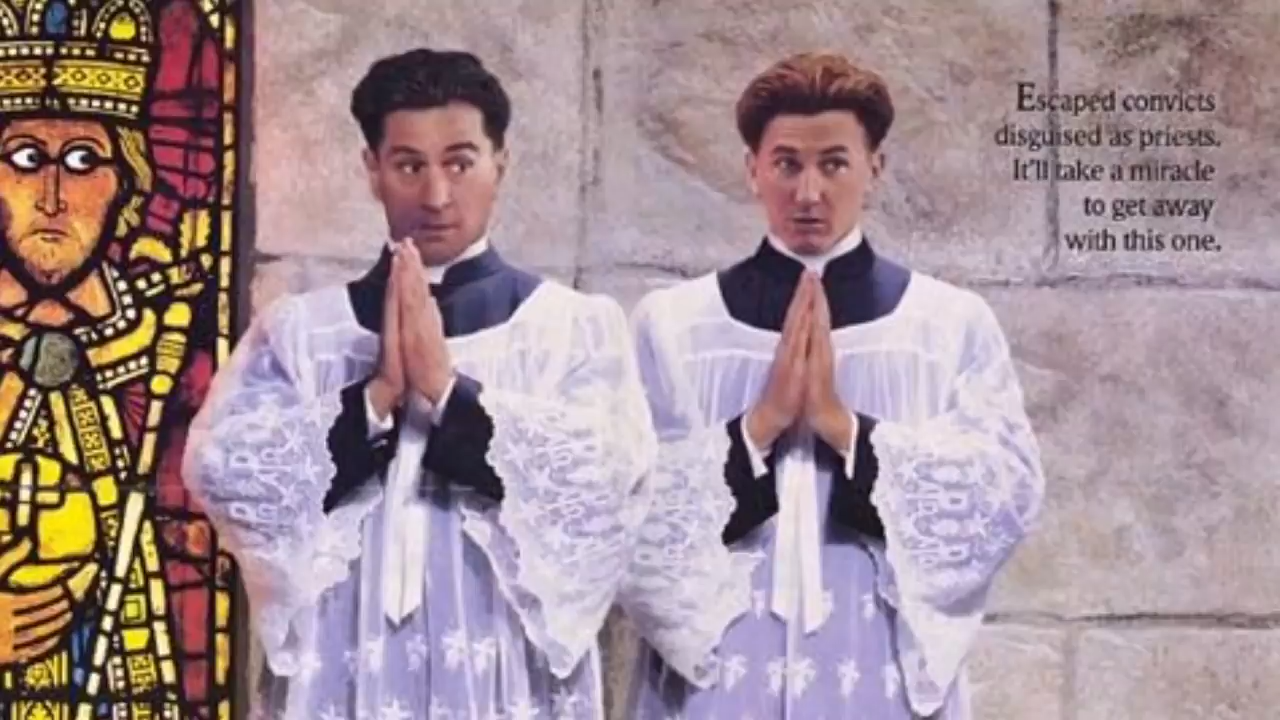 Escaped convicts
disguised as priests.
It'll take a miracle
to get away
with this one.